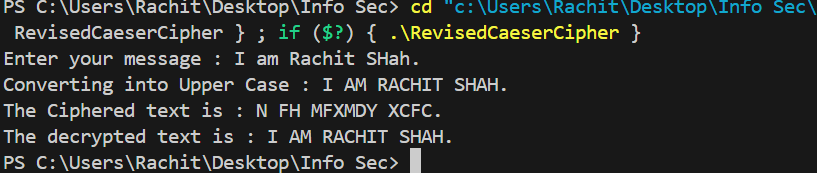 PS C:\Users\Rachit\Desktop\Info Sec> cd "c:\Users\Rachit\Desktop\Info Sec\
RevisedCaeserCipher } ; if ($?) { .\RevisedCaeserCipher }
Enter your message : I am Rachit SHah.
Converting into Upper Case : I AM RACHIT SHAH.
The Ciphered text is : N FH MFXMDY XCFC.
The decrypted text is : I AM RACHIT SHAH.
PS C:\Users\Rachit\Desktop\Info Sec>